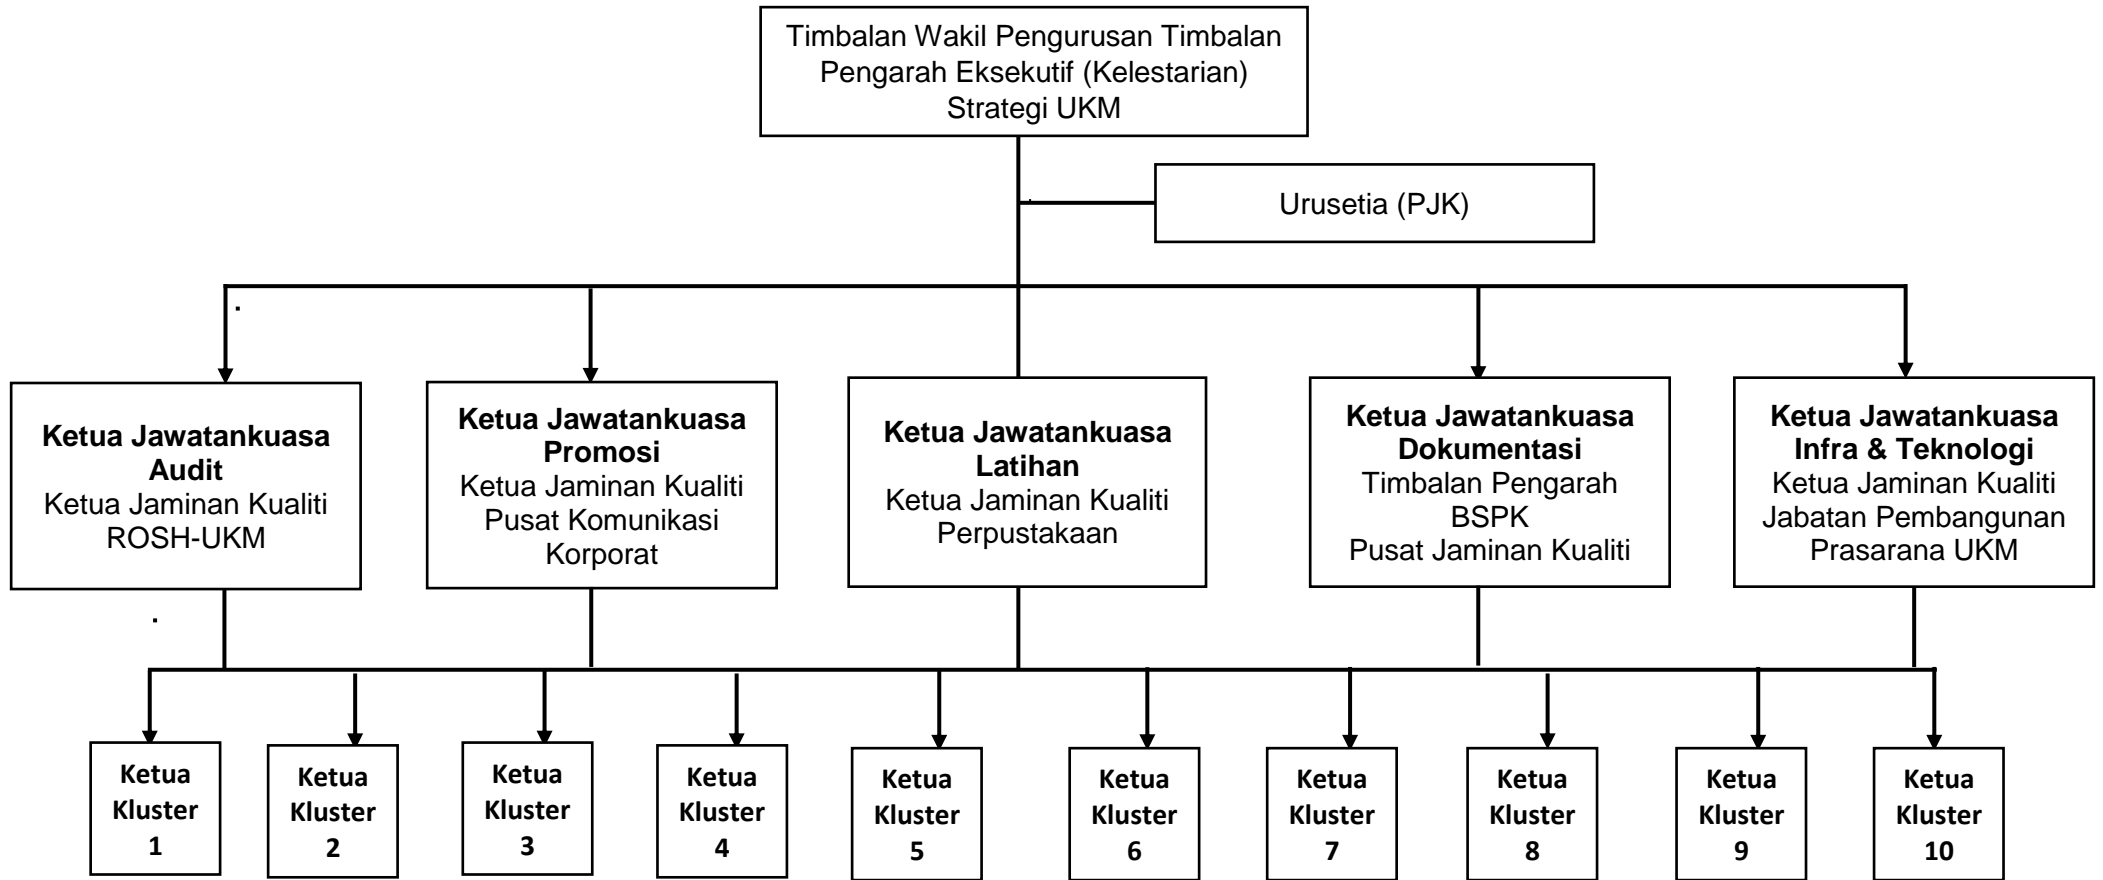 Timbalan Wakil Pengurusan Timbalan
Pengarah Eksekutif (Kelestarian)
Strategi UKM
Urusetia (PJK)
Ketua Jawatankuasa
Audit
Ketua Jaminan Kualiti
ROSH-UKM
Ketua Jawatankuasa
Promosi
Ketua Jaminan Kualiti
Pusat Komunikasi
Korporat
Ketua Jawatankuasa
Latihan
Ketua Jaminan Kualiti
Perpustakaan
Ketua Jawatankuasa
Dokumentasi
Timbalan Pengarah
BSPK
Pusat Jaminan Kualiti
Ketua Jawatankuasa
Infra & Teknologi
Ketua Jaminan Kualiti
Jabatan Pembangunan
Prasarana UKM
Ketua
Kluster
1
Ketua
Kluster
2
Ketua
Kluster
3
Ketua
Kluster
4
Ketua
Kluster
5
Ketua
Kluster
6
Ketua
Kluster
7
Ketua
Kluster
8
Ketua
Kluster
9
Ketua
Kluster
10